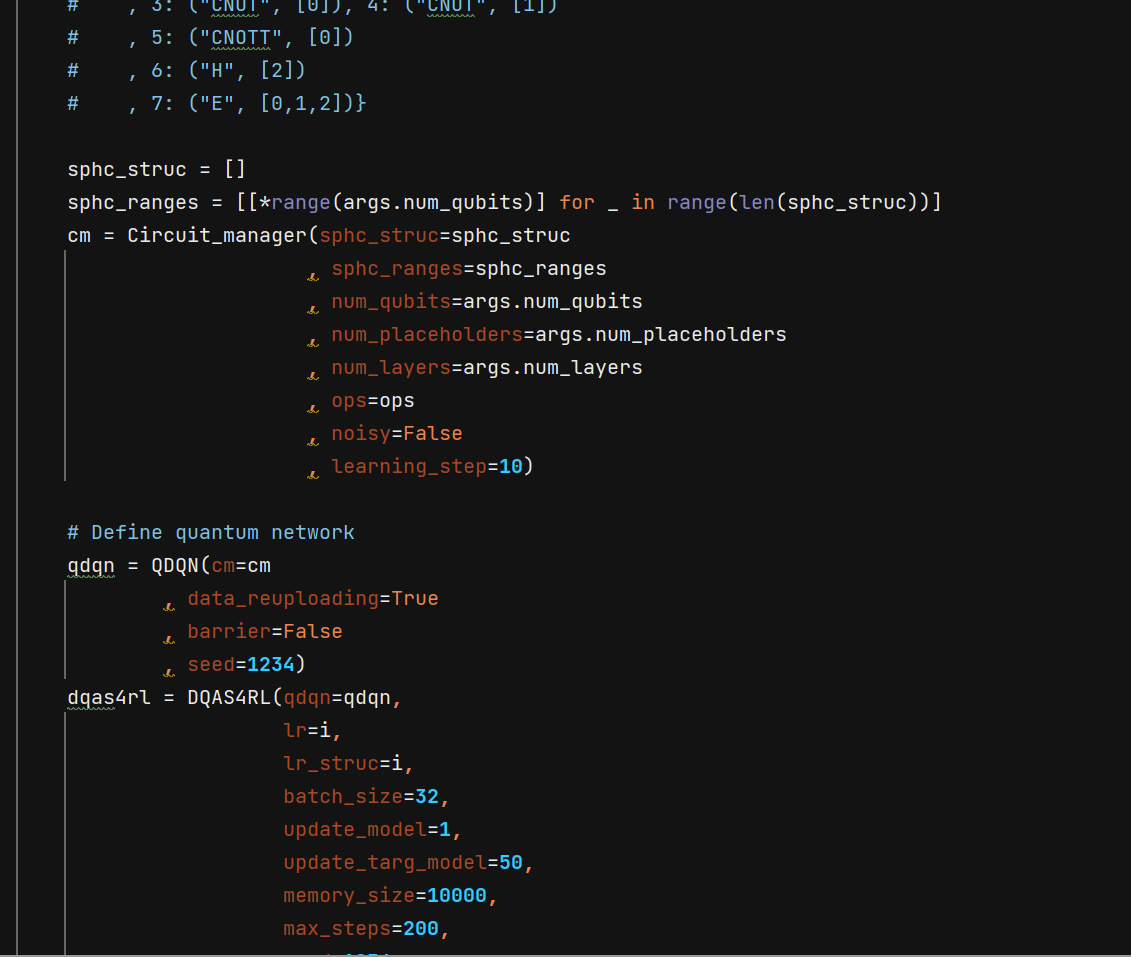 #    , 3: ("CNOT", [0]), 4: ("CNOT", [1])
#    , 5: ("CNOTT", [0])
#    , 6: ("H", [2])
#    , 7: ("E", [0,1,2])}
sphc_struc = []
sphc_ranges = [[*range(args.num_qubits)] for _ in range(len(sphc_struc))]
cm = Circuit_manager(sphc_struc=sphc_struc
, sphc_ranges=sphc_ranges
, num_qubits=args.num_qubits
, num_placeholders=args.num_placeholders
, num_layers=args.num_layers
, ops=ops
, noisy=False
, learning_step=10)
# Define quantum network
qdqn = QDQN(cm=cm
, data_reuploading=True
, barrier=False
, seed=1234)
dqas4rl = DQAS4RL(qdqn=qdqn,
lr=i,
lr_struc=i,
batch_size=32,
update_model=1,
update_targ_model=50,
memory_size=10000,
max_steps=200,